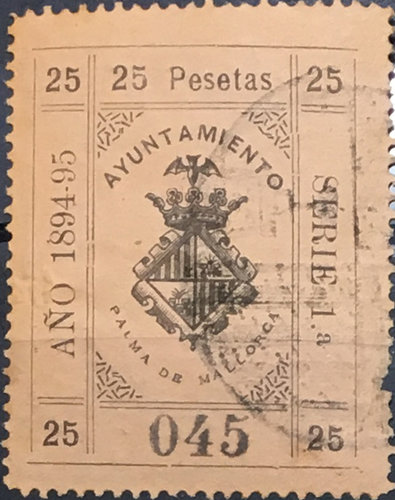 25 25 Pesetas 25
AYUNTAMIENTO
AÑO 1894-95
SERIE 1.a
PALMA DE MALLORCA
25 045 25